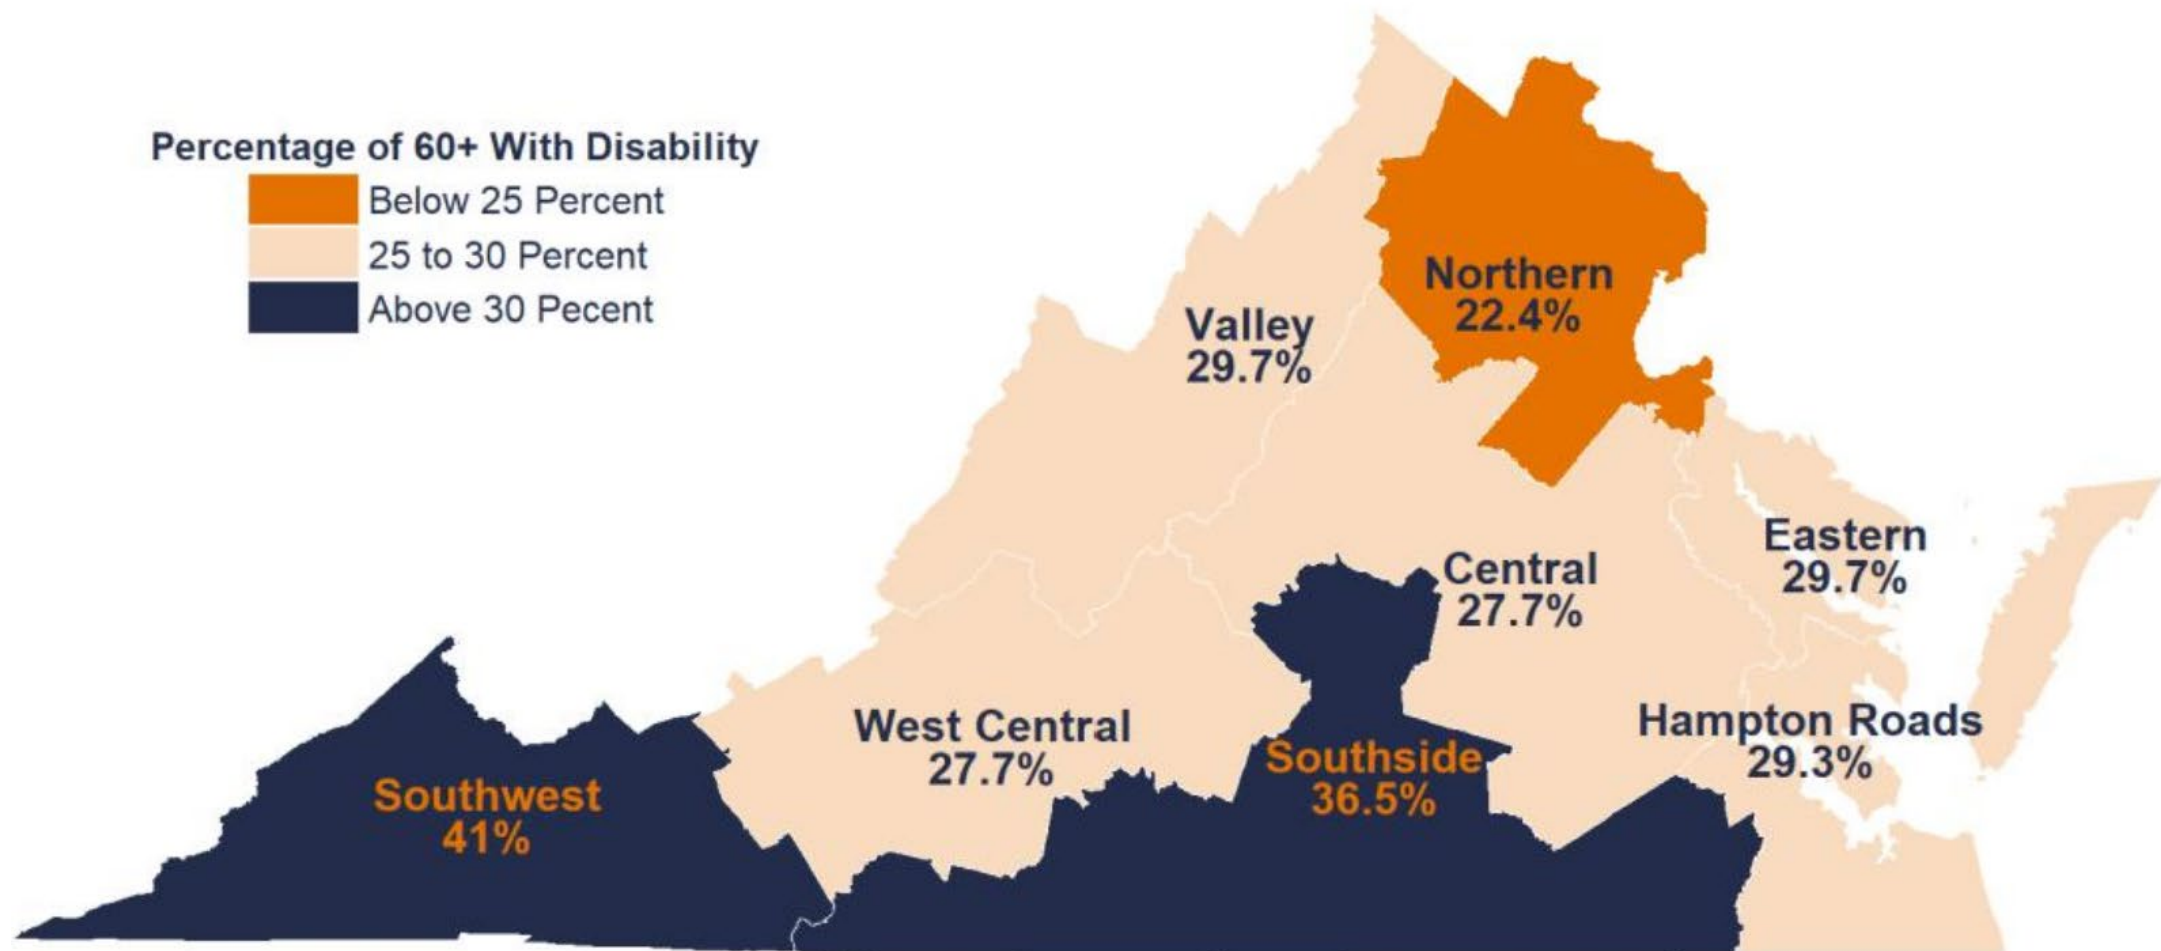 Percentage of 60+ With Disability
Below 25 Percent
25 to 30 Percent
Above 30 Pecent
Northern
22.4%
Valley
29.7%
Eastern
29.7%
Central
27.7%
West Central
27.7%
Hampton Roads
29.3%
Southside
36.5%
Southwest
41%